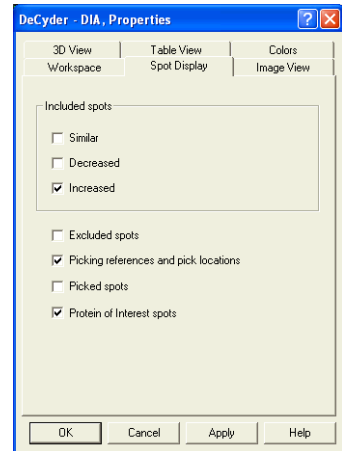 DeCyder - DIA, Properties
3D View Table View Colors
Workspace Spot Display Image View
Included spots
Similar
Decreased
Increased
Excluded spots
Picking references and pick locations
Picked spots
Protein of Interest spots
OK Cancel Apply Help